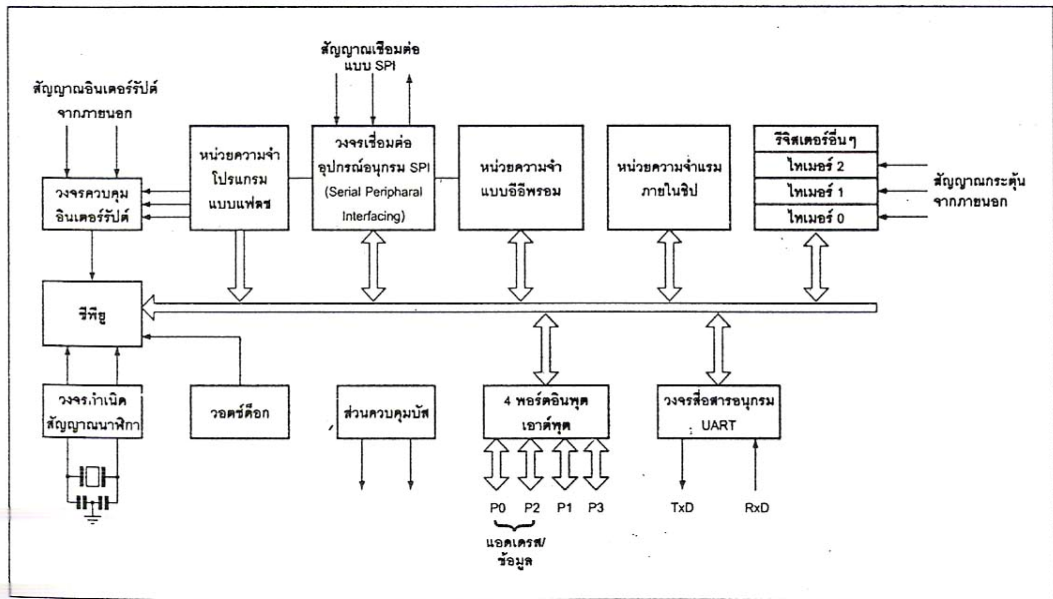 สัญญาณเชื่อมต่อ
แบบ SPI
สัญญาณอินเตอร์รัปต์
จากภายนอก
วงจรควบคุม
อินเตอร์รัปต์
หน่วยความจำ
โปรแกรม
แบบแฟลช
วงจรเชื่อมต่อ
อุปกรณ์อนุกรม SPI
(Serial Peripharal
Interfacing)
หน่วยความจำ
แบบอีอีพรอม
หน่วยความจำแรม
ภายในชิป
รีจิสเตอร์อื่นๆ
ไทเมอร์ 2
ไทเมอร์ 1
ไทเมอร์ 0
สัญญาณกระตุ้น
จากภายนอก
ซีพียู
วงจรกำเนิด
สัญญาณนาฬิกา
วอตช์ด็อก
ส่วนควบคุมบัส
4 พอร์ตอินพุต
เอาต์พุต
วงจรสื่อสารอนุกรม
UART
P0 P2 P1 P3
TxD RxD
แอดเดรส/
ข้อมูล